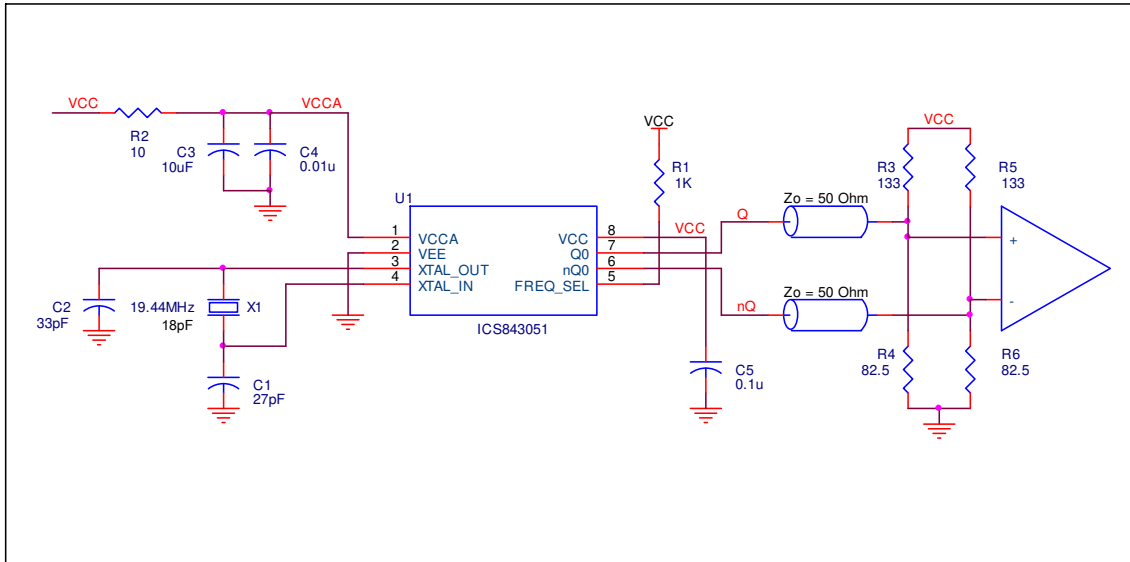 VCC
R2
10
VCCA
C3
10uF
C4
0.01u
U1
1
VCCA
2
VEE
3
XTAL_OUT
4
XTAL_IN
VCC
8
Q0
7
nQ0
6
FREQ_SEL
5
ICS843051
C2
33pF
19.44MHz
X1
18pF
C1
27pF
VCC
R1
1K
VCC
C5
0.1u
Q
Zo = 50 Ohm
nQ
Zo = 50 Ohm
VCC
R3
133
R5
133
+
-
R4
82.5
R6
82.5